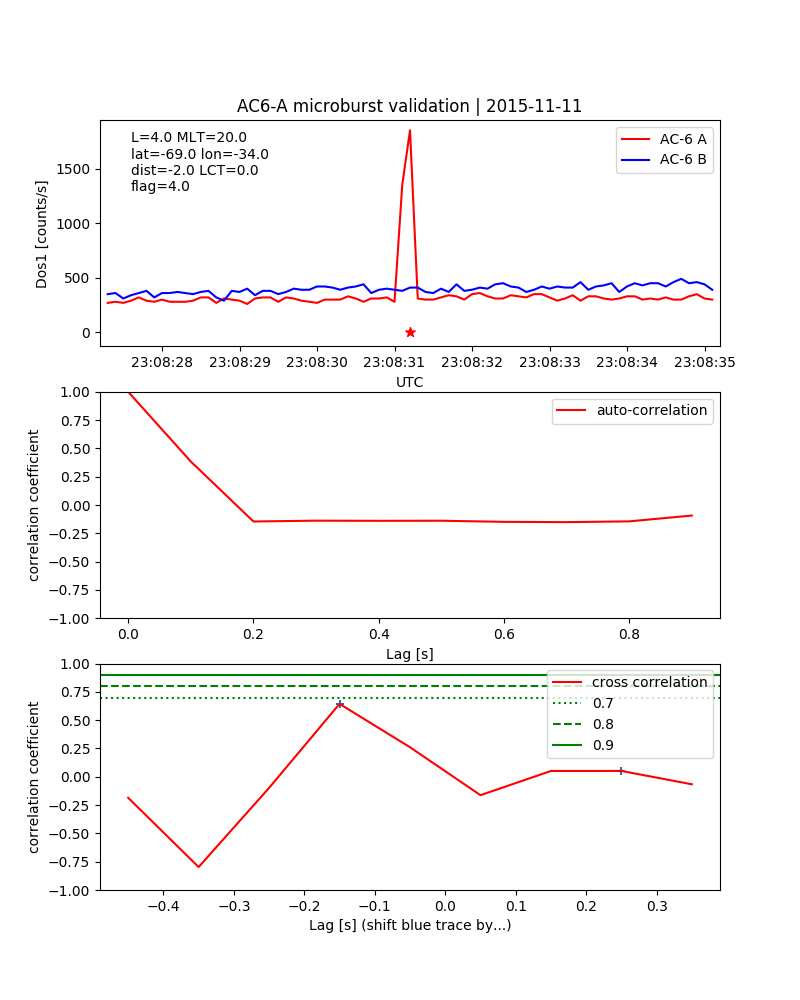 AC6-A microburst validation | 2015-11-11
L=4.0 MLT=20.0
lat=-69.0 lon=-34.0
dist=-2.0 LCT=0.0
flag=4.0
AC-6 A
AC-6 B
Dos1 [counts/s]
1500
1000
500
0
23:08:28 23:08:29 23:08:30 23:08:31 23:08:32 23:08:33 23:08:34 23:08:35
UTC
auto-correlation
correlation coefficient
1.00
0.75
0.50
0.25
0.00
−0.25
−0.50
−0.75
−1.00
0.0 0.2 0.4 0.6 0.8
Lag [s]
cross correlation
0.7
0.8
0.9
correlation coefficient
1.00
0.75
0.50
0.25
0.00
−0.25
−0.50
−0.75
−1.00
−0.4 −0.3 −0.2 −0.1 0.0 0.1 0.2 0.3
Lag [s] (shift blue trace by...)